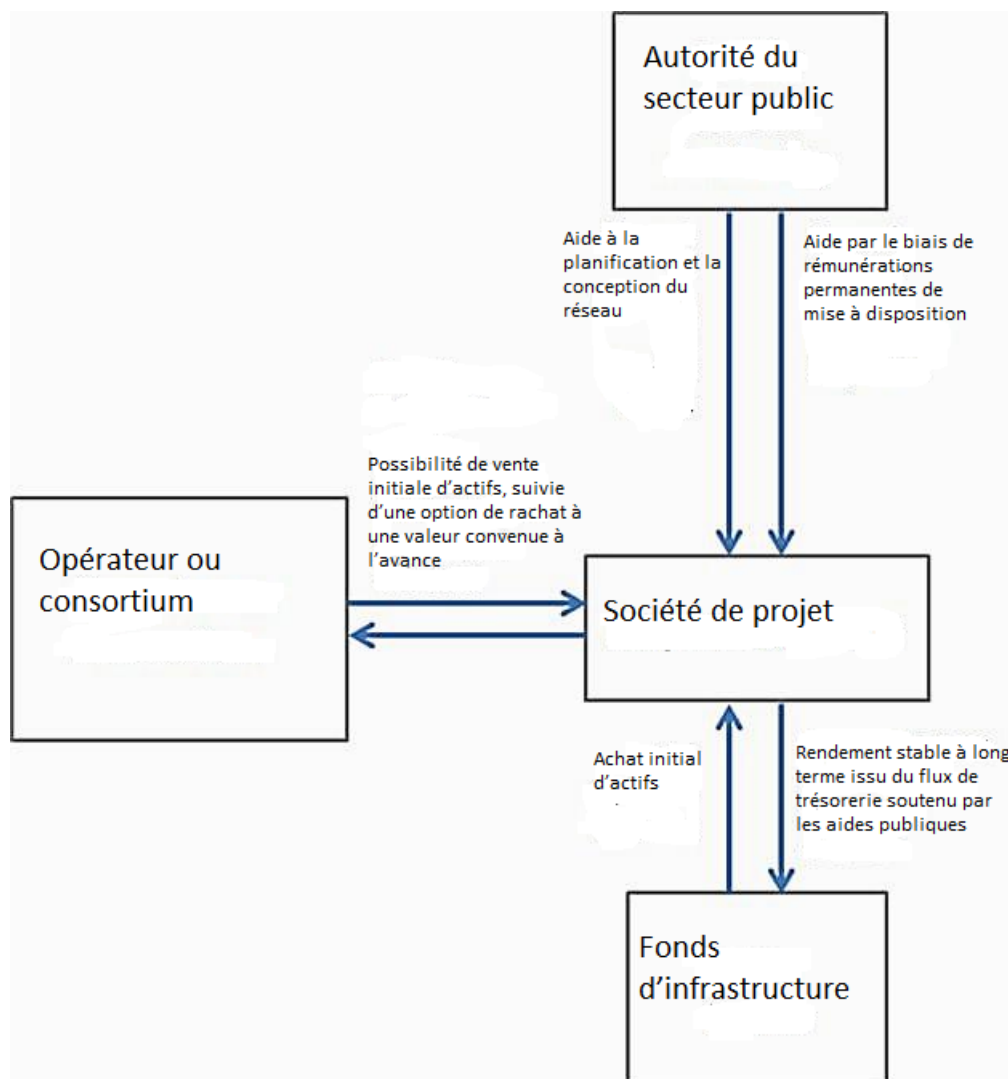 Autorité du
secteur public
Aide à la
planification et la
conception du
réseau
Aide par le biais de
rémunérations
permanentes de
mise à disposition
Possibilité de vente
initiale d’actifs, suivie
d’une option de rachat à
une valeur convenue à
l’avance
Opérateur ou
consortium
Société de projet
Achat initial
d’actifs
Rendement stable à long
terme issu du flux de
trésorerie soutenu par
les aides publiques
Fonds
d’infrastructure